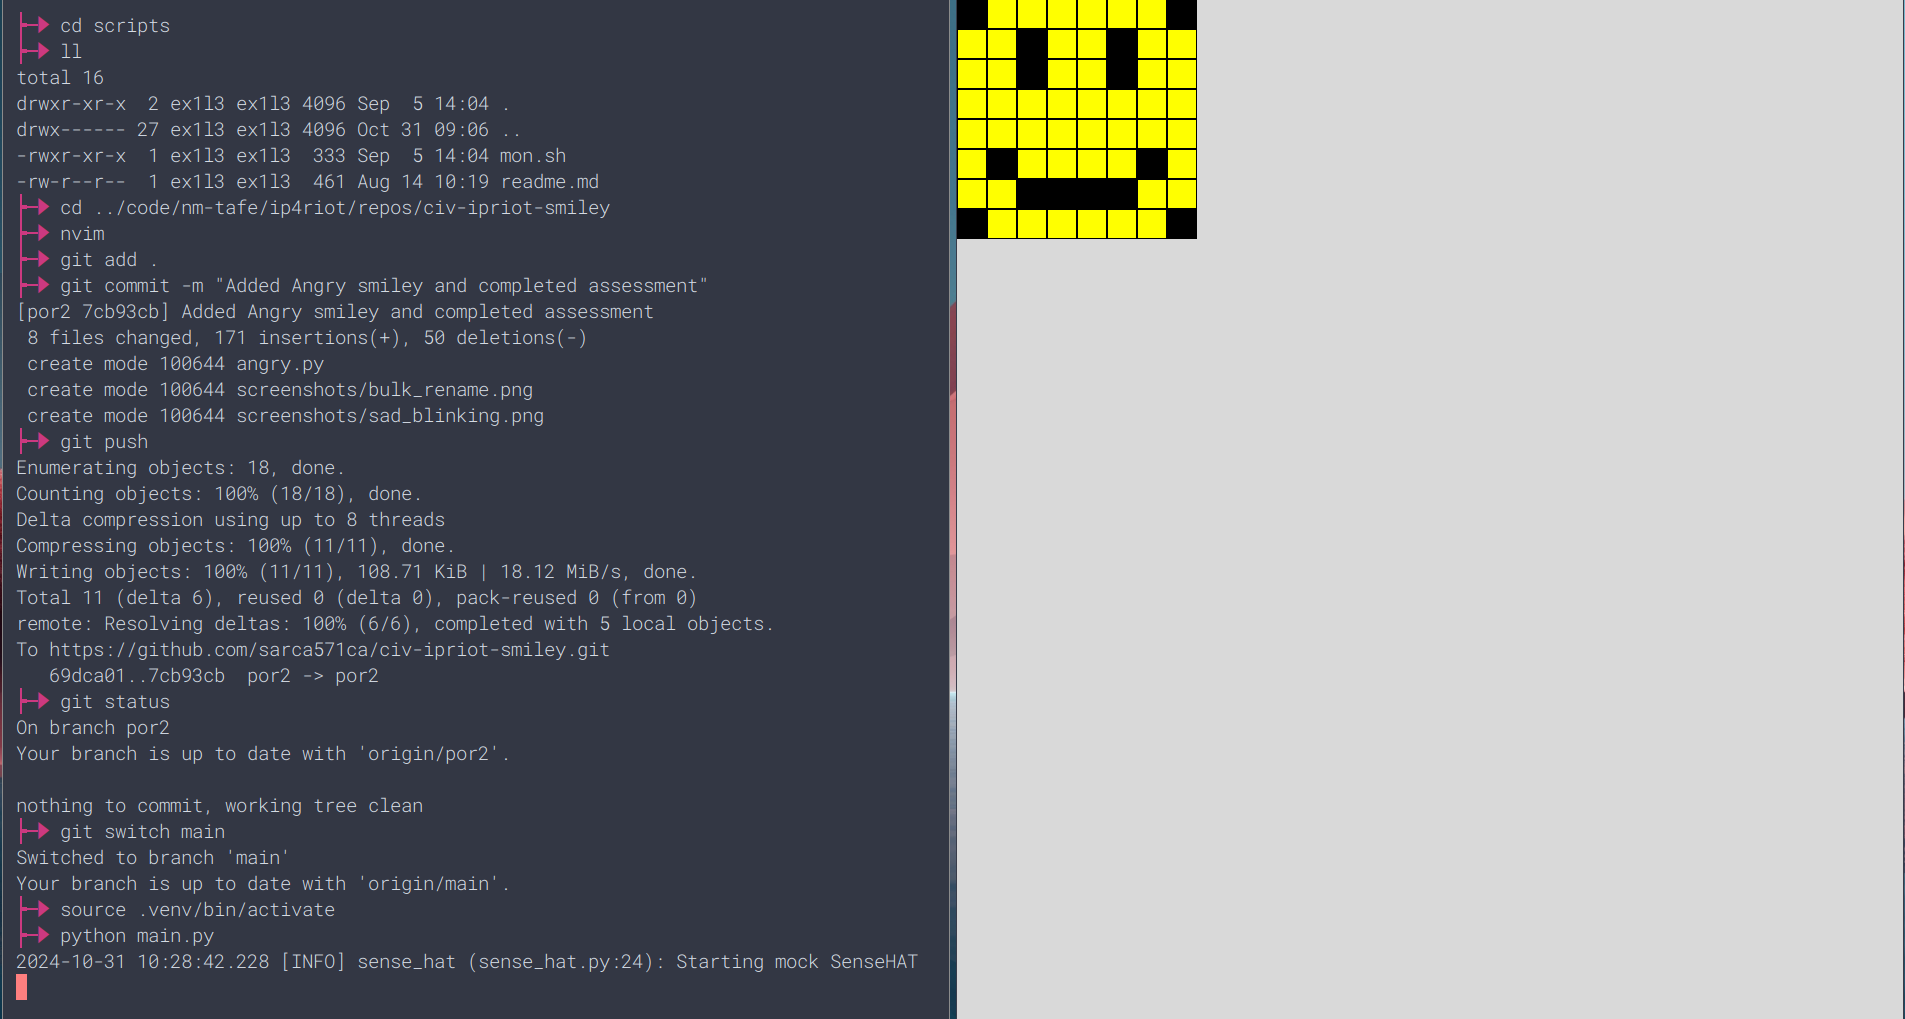 cd scripts
ll
total 16
drwxr-xr-x  2 ex1l3 ex1l3 4096 Sep  5 14:04 .
drwx------ 27 ex1l3 ex1l3 4096 Oct 31 09:06 ..
-rwxr-xr-x  1 ex1l3 ex1l3  333 Sep  5 14:04 mon.sh
-rw-r--r--  1 ex1l3 ex1l3  461 Aug 14 10:19 readme.md
cd ../code/nm-tafe/ip4riot/repos/civ-ipriot-smiley
nvim
git add .
git commit -m "Added Angry smiley and completed assessment"
[por2 7cb93cb] Added Angry smiley and completed assessment
 8 files changed, 171 insertions(+), 50 deletions(-)
 create mode 100644 angry.py
 create mode 100644 screenshots/bulk_rename.png
 create mode 100644 screenshots/sad_blinking.png
git push
Enumerating objects: 18, done.
Counting objects: 100% (18/18), done.
Delta compression using up to 8 threads
Compressing objects: 100% (11/11), done.
Writing objects: 100% (11/11), 108.71 KiB | 18.12 MiB/s, done.
Total 11 (delta 6), reused 0 (delta 0), pack-reused 0 (from 0)
remote: Resolving deltas: 100% (6/6), completed with 5 local objects.
To https://github.com/sarca571ca/civ-ipriot-smiley.git
   69dca01..7cb93cb  por2 -> por2
git status
On branch por2
Your branch is up to date with 'origin/por2'.
nothing to commit, working tree clean
git switch main
Switched to branch 'main'
Your branch is up to date with 'origin/main'.
source .venv/bin/activate
python main.py
2024-10-31 10:28:42.228 [INFO] sense_hat (sense_hat.py:24): Starting mock SenseHAT